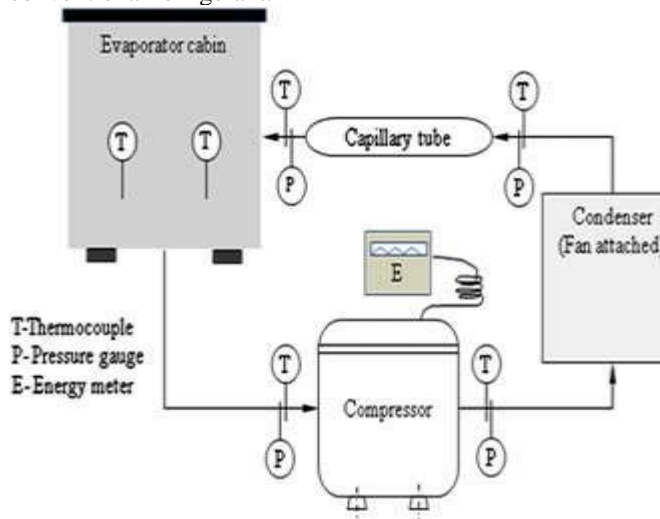 Evaporator cabin
T
T
T
T
Capillary tube
P
P
Condenser
(Fan attached)
E
T-Thermocouple
P-Pressure gauge
E-Energy meter
T
T
Compressor
P
P